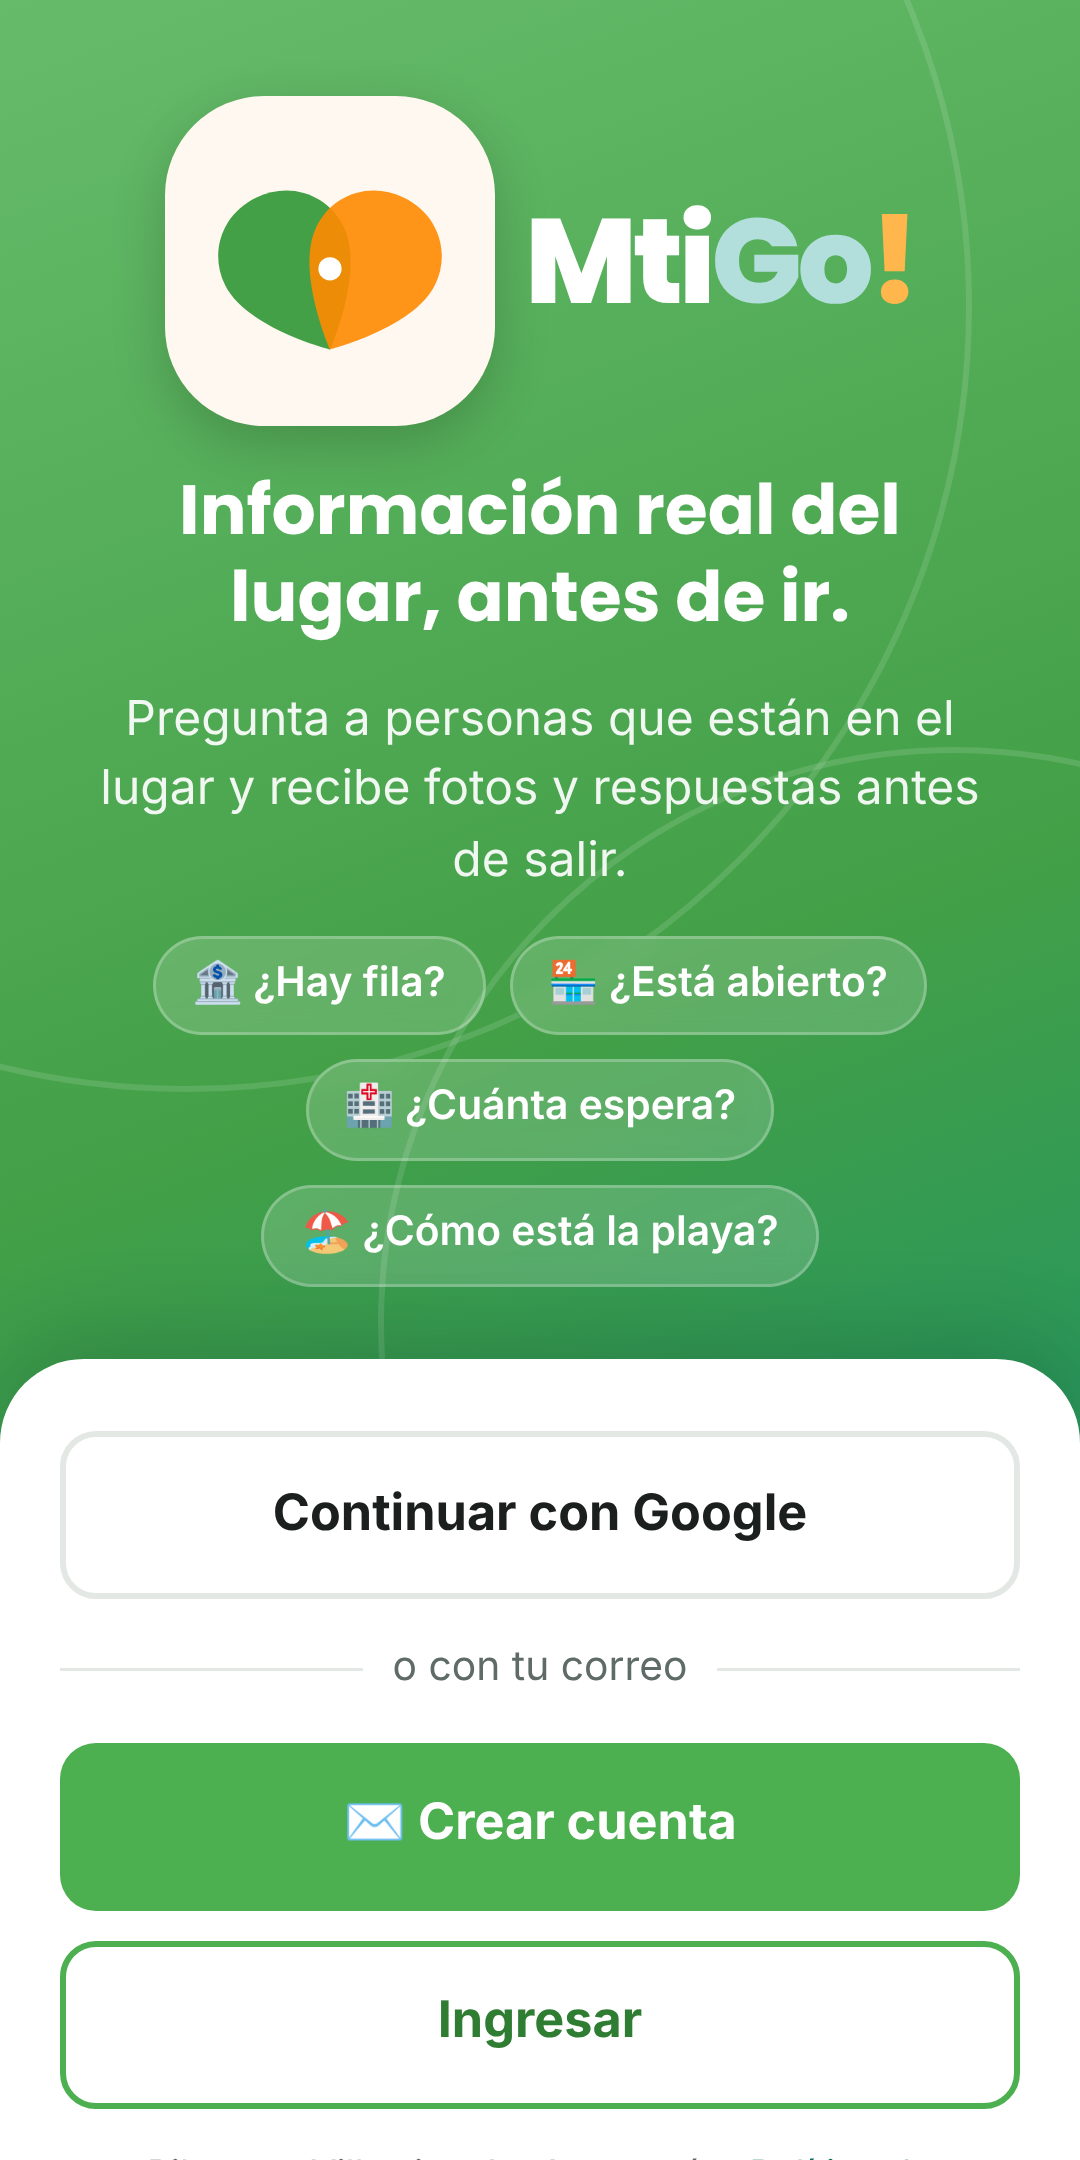 MtiGo!
Información real del
lugar, antes de ir.
Pregunta a personas que están en el
lugar y recibe fotos y respuestas antes
de salir.
¿Hay fila?
24
¿Está abierto?
¿Cuánta espera?
¿Cómo está la playa?
Continuar con Google
o con tu correo
Crear cuenta
Ingresar